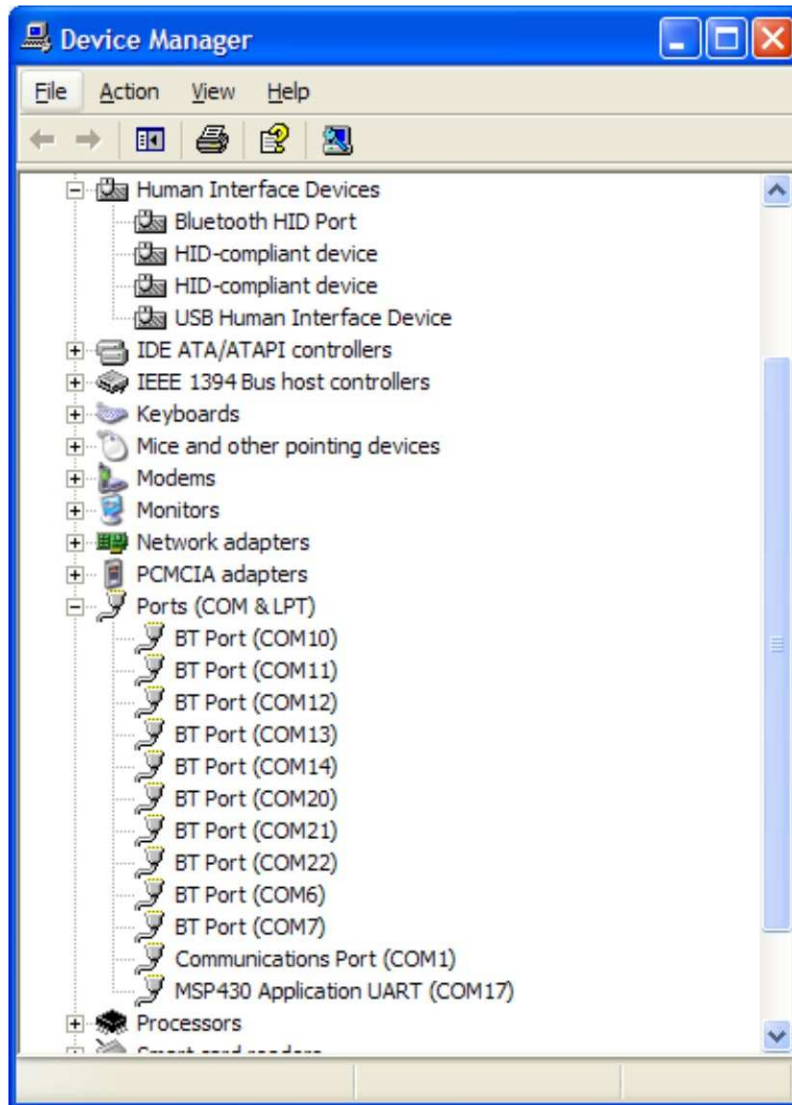 Device Manager
File Action View Help
Human Interface Devices
Bluetooth HID Port
HID-compliant device
HID-compliant device
USB Human Interface Device
IDE ATA/ATAPI controllers
IEEE 1394 Bus host controllers
Keyboards
Mice and other pointing devices
Modems
Monitors
Network adapters
PCMCIA adapters
Ports (COM & LPT)
BT Port (COM10)
BT Port (COM11)
BT Port (COM12)
BT Port (COM13)
BT Port (COM14)
BT Port (COM20)
BT Port (COM21)
BT Port (COM22)
BT Port (COM6)
BT Port (COM7)
Communications Port (COM1)
MSP430 Application UART (COM17)
Processors
Smart card readers